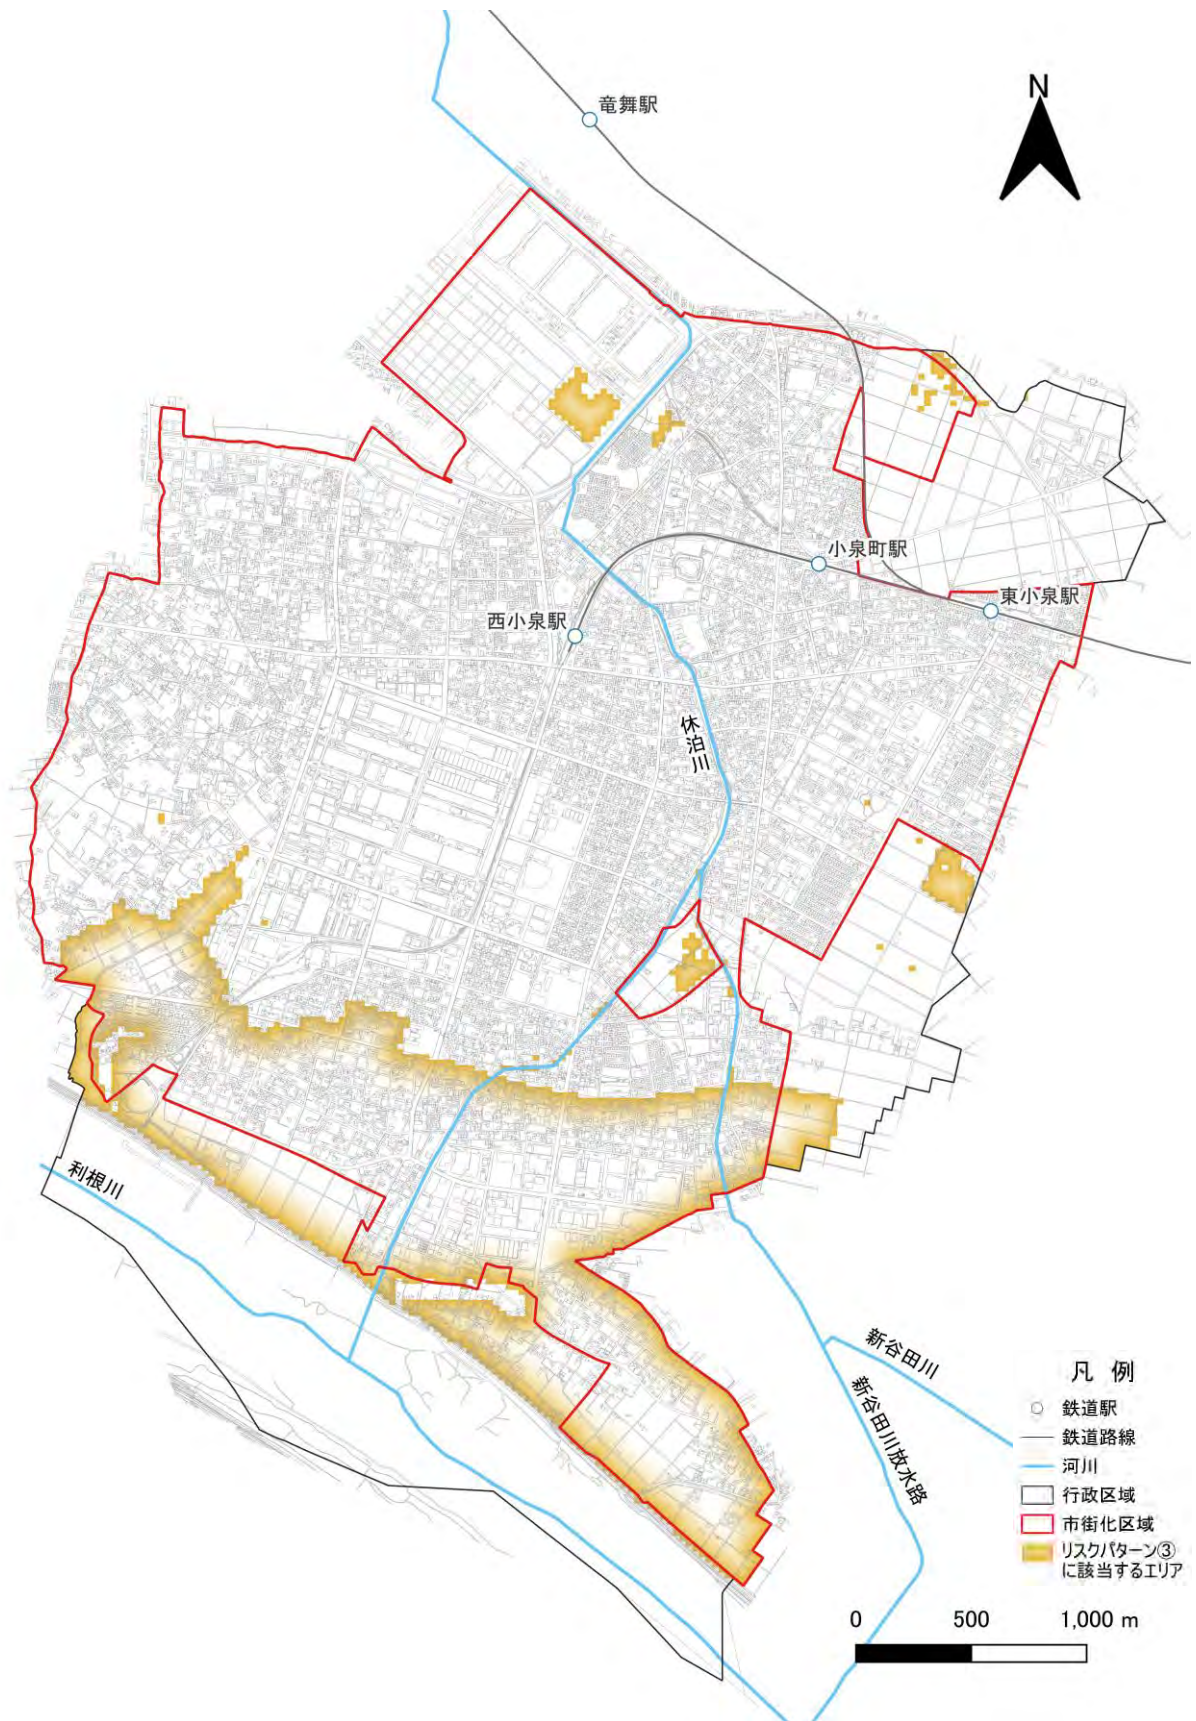 N
竜舞駅
小泉町駅
東小泉駅
西小泉駅
休泊川
利根川
新谷田川
新谷田川放水路
凡 例
鉄道駅
鉄道路線
河川
行政区域
市街化区域
リスクパターン③
に該当するエリア
0 500 1,000 m